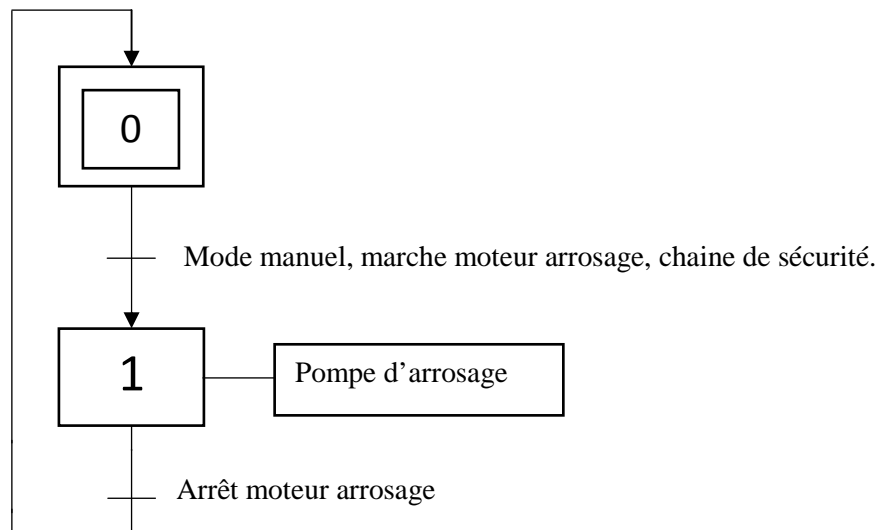 0
Mode manuel, marche moteur arrosage, chaine de sécurité.
1
Pompe d’arrosage
Arrêt moteur arrosage